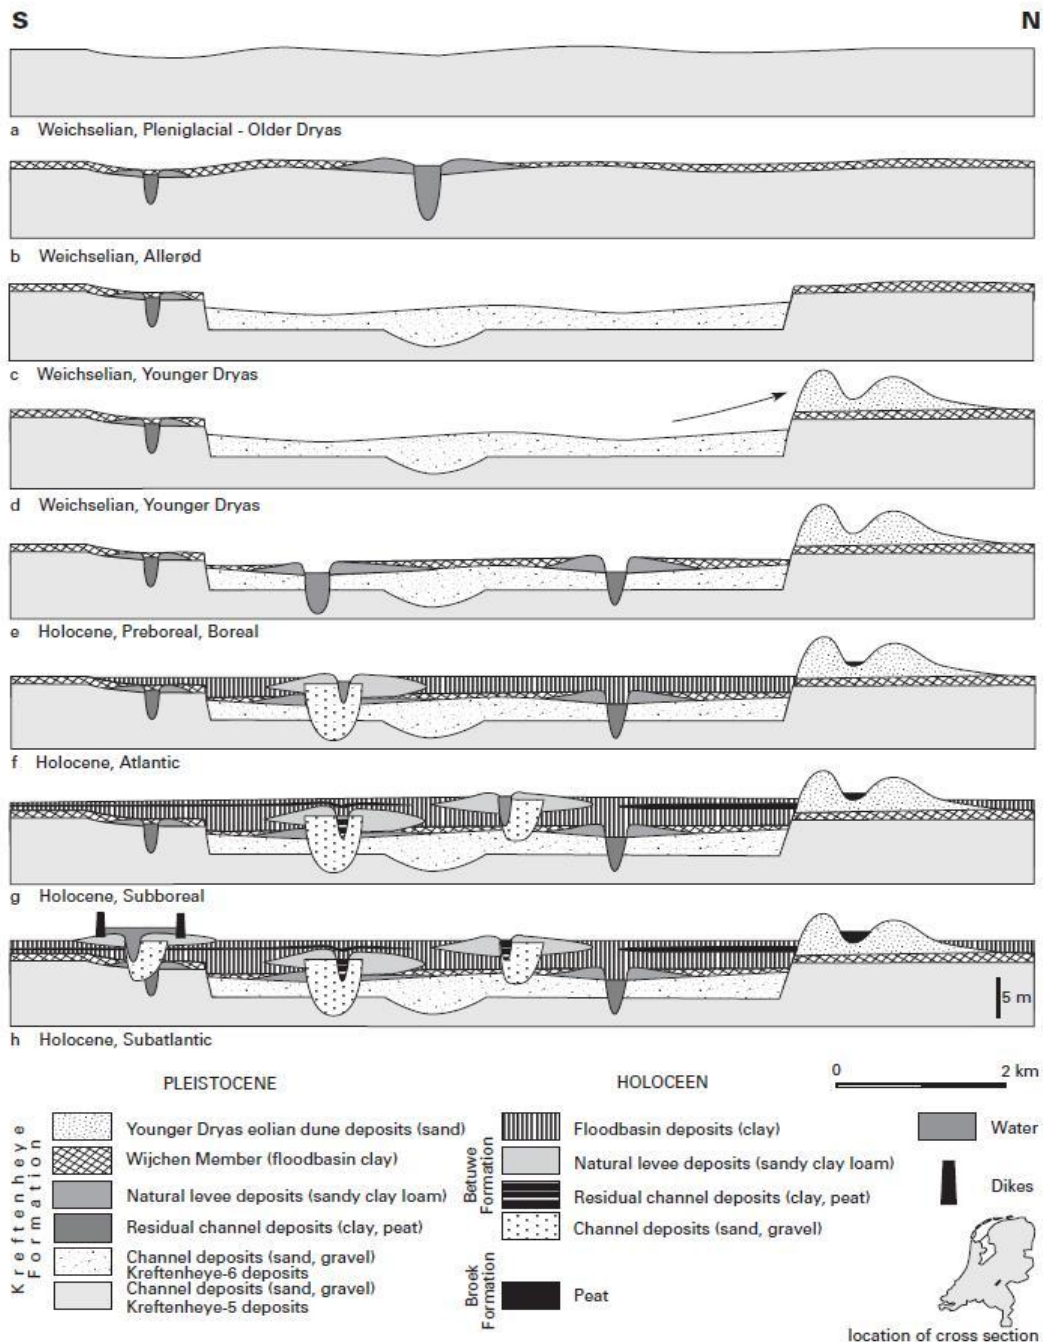 S
N
a Weichselian, Pleniglacial - Older Dryas
b Weichselian, Allerød
c Weichselian, Younger Dryas
d Weichselian, Younger Dryas
e Holocene, Preboreal, Boreal
f Holocene, Atlantic
g Holocene, Subboreal
5 m
h Holocene, Subatlantic
0 2 km
PLEISTOCENE
Kreftenheye
Formation
Younger Dryas eolian dune deposits (sand)
Wijchen Member (floodbasin clay)
Natural levee deposits (sandy clay loam)
Residual channel deposits (clay, peat)
Channel deposits (sand, gravel)
Kreftenheye-6 deposits
Channel deposits (sand, gravel)
Kreftenheye-5 deposits
HOLOCEEN
Betuwe
Formation
Floodbasin deposits (clay)
Natural levee deposits (sandy clay loam)
Residual channel deposits (clay, peat)
Channel deposits (sand, gravel)
Broek
Formation
Peat
Water
Dikes
location of cross section